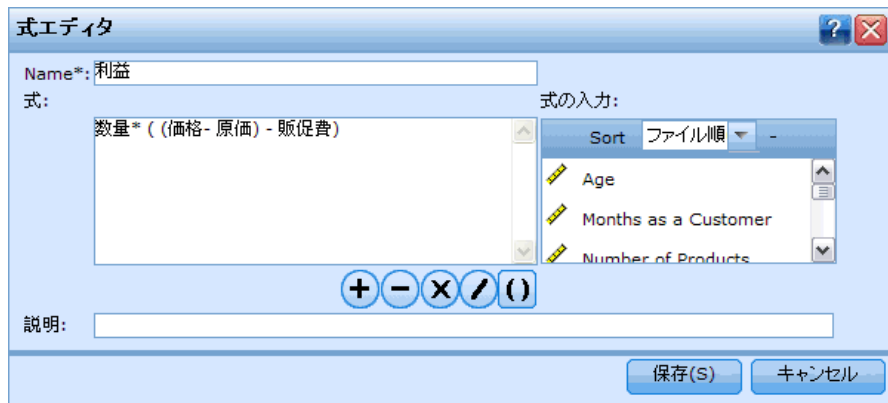 式エディタ
?
Name*: 利益
式:
式の入力:
数量* ( (価格- 原価) - 販促費)
Sort ファイル順 -
Age
Months as a Customer
Number of Products
+ - X / ( )
説明:
保存(S) キャンセル